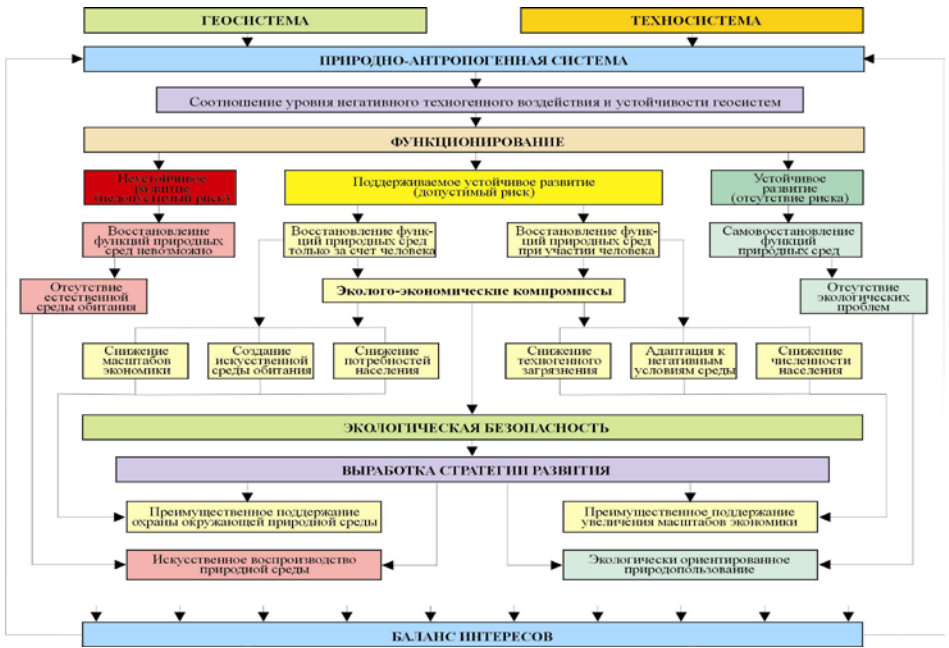 ГЕОСИСТЕМА
ТЕХНОСИСТЕМА
ПРИРОДНО-АНТРОПОГЕННАЯ СИСТЕМА
Соотношение уровня негативного техногенного воздействия и устойчивости геосистем
ФУНКЦИОНИРОВАНИЕ
Неустойчивое
развитие
(недопустимый риск)
Поддерживаемое устойчивое развитие
(допустимый риск)
Устойчивое
развитие
(отсутствие риска)
Восстановление
функций природных
сред невозможно
Восстановление функ-
ций природных сред
только за счет человека
Восстановление функ-
ций природных сред
при участии человека
Самовосстановление
функций
природных сред
Отсутствие
естественной
среды обитания
Эколого-экономические компромиссы
Отсутствие
экологических
проблем
Снижение
масштабов
экономики
Создание
искусственной
среды обитания
Снижение
потребностей
населения
Снижение
техногенного
загрязнения
Адаптация к
негативным
условиям среды
Снижение
численности
населения
ЭКОЛОГИЧЕСКАЯ БЕЗОПАСНОСТЬ
ВЫРАБОТКА СТРАТЕГИИ РАЗВИТИЯ
Преимущественное поддержание
охраны окружающей природной среды
Преимущественное поддержание
увеличения масштабов экономики
Искусственное воспроизводство
природной среды
Экологически ориентированное
природопользование
БАЛАНС ИНТЕРЕСОВ